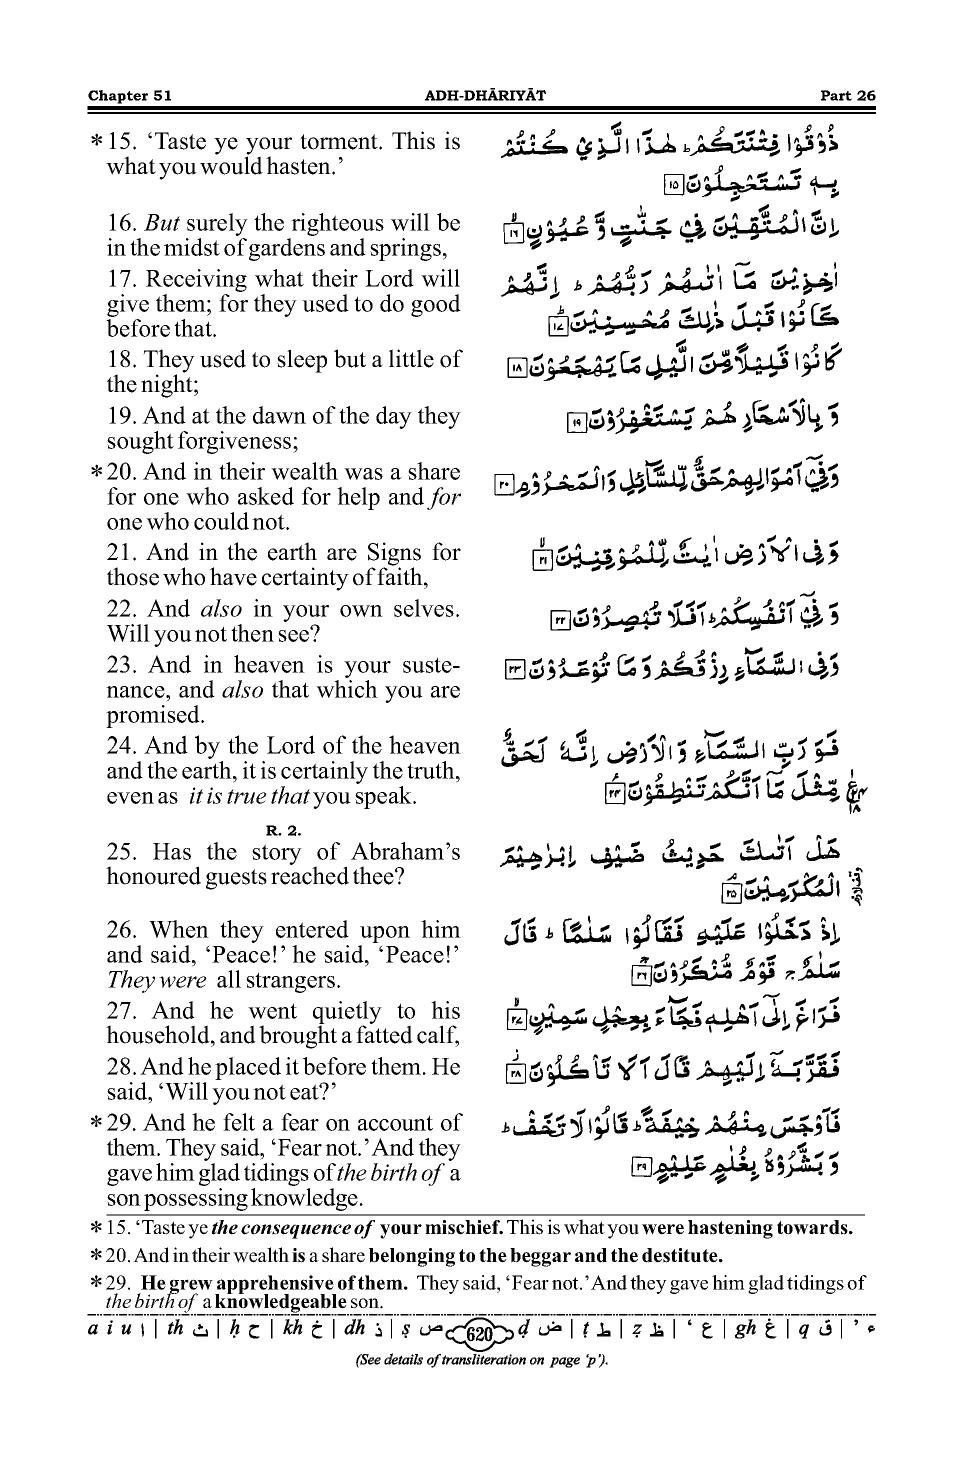 Chapter 51 ADH-DHĀRIYĀT Part 26
*15. ‘Taste ye your torment. This is
what you would hasten.’
ذُوْقُوْا فِتْنَتَكُمْ ؕ هٰذَا الَّذِيْ كُنْتُمْ
بِهٖ تَسْتَعْجِلُوْنَ ۱۵
16. But surely the righteous will be
in the midst of gardens and springs,
اِنَّ الْمُتَّقِيْنَ فِيْ جَنّٰتٍ وَّ عُيُوْنٍ ۱۶
17. Receiving what their Lord will
give them; for they used to do good
before that.
اٰخِذِيْنَ مَاۤ اٰتٰىهُمْ رَبُّهُمْ ؕ اِنَّهُمْ
كَانُوْا قَبْلَ ذٰلِكَ مُحْسِنِيْنَ ۱۷
18. They used to sleep but a little of
the night;
كَانُوْا قَلِيْلًا مِّنَ الَّيْلِ مَا يَهْجَعُوْنَ ۱۸
19. And at the dawn of the day they
sought forgiveness;
وَ بِالْاَسْحَارِ هُمْ يَسْتَغْفِرُوْنَ ۱۹
*20. And in their wealth was a share
for one who asked for help and for
one who could not.
وَفِيْۤ اَمْوَالِهِمْ حَقٌّ لِّلسَّآئِلِ وَالْمَحْرُوْمِ ۲۰
21. And in the earth are Signs for
those who have certainty of faith,
وَ فِي الْاَرْضِ اٰيٰتٌ لِّلْمُوْقِنِيْنَ ۲۱
22. And also in your own selves.
Will you not then see?
وَ فِيْۤ اَنْفُسِكُمْ ؕ اَفَلَا تُبْصِرُوْنَ ۲۲
23. And in heaven is your suste-
nance, and also that which you are
promised.
وَفِي السَّمَآءِ رِزْقُكُمْ وَ مَا تُوْعَدُوْنَ ۲۳
24. And by the Lord of the heaven
and the earth, it is certainly the truth,
even as it is true that you speak.
فَوَ رَبِّ السَّمَآءِ وَ الْاَرْضِ اِنَّهٗ لَحَقٌّ
مِّثْلَ مَاۤ اَنَّكُمْ تَنْطِقُوْنَ ۲۴
R. 2.
25. Has the story of Abraham’s
honoured guests reached thee?
هَلْ اَتٰىكَ حَدِيْثُ ضَيْفِ اِبْرٰهِيْمَ
الْمُكْرَمِيْنَ ۲۵
26. When they entered upon him
and said, ‘Peace!’ he said, ‘Peace!’
They were all strangers.
اِذْ دَخَلُوْا عَلَيْهِ فَقَالُوْا سَلٰمًا ؕ قَالَ
سَلٰمٌ ۚ قَوْمٌ مُّنْكَرُوْنَ ۲۶
27. And he went quietly to his
household, and brought a fatted calf,
فَرَاغَ اِلٰۤى اَهْلِهٖ فَجَآءَ بِعِجْلٍ سَمِيْنٍ ۲۷
28. And he placed it before them. He
said, ‘Will you not eat?’
فَقَرَّبَهٗۤ اِلَيْهِمْ قَالَ اَلَا تَاْكُلُوْنَ ۲۸
*29. And he felt a fear on account of
them. They said, ‘Fear not.’ And they
gave him glad tidings of the birth of a
son possessing knowledge.
فَاَوْجَسَ مِنْهُمْ خِيْفَةً ؕ قَالُوْا لَا تَخَفْ ؕ
وَ بَشَّرُوْهُ بِغُلٰمٍ عَلِيْمٍ ۲۹
*15. ‘Taste ye the consequence of your mischief. This is what you were hastening towards.
*20. And in their wealth is a share belonging to the beggar and the destitute.
*29. He grew apprehensive of them. They said, ‘Fear not.’ And they gave him glad tidings of
the birth of a knowledgeable son.
a i u ا | th ث | ḥ ح | kh خ | dh ذ | ṣ ص 620 ḍ ض | ṭ ط | ẓ ظ | ‘ ع | gh غ | q ق | ’ ء
(See details of transliteration on page ‘p’).